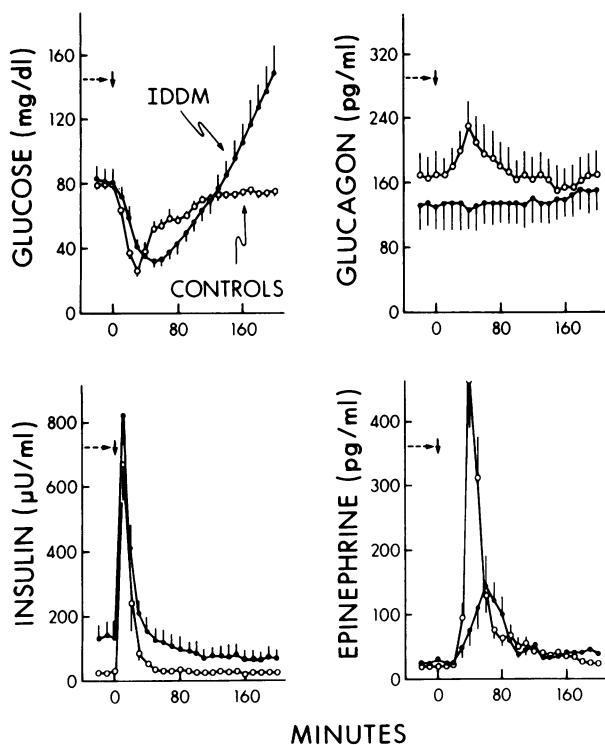 GLUCOSE (mg/dl)
160
120
80
40
0
IDDM
CONTROLS
0 80 160
GLUCAGON (pg/ml)
320
240
160
80
0
0 80 160
INSULIN (µU/ml)
800
600
400
200
0
0 80 160
EPINEPHRINE (pg/ml)
400
300
200
100
0
0 80 160
MINUTES